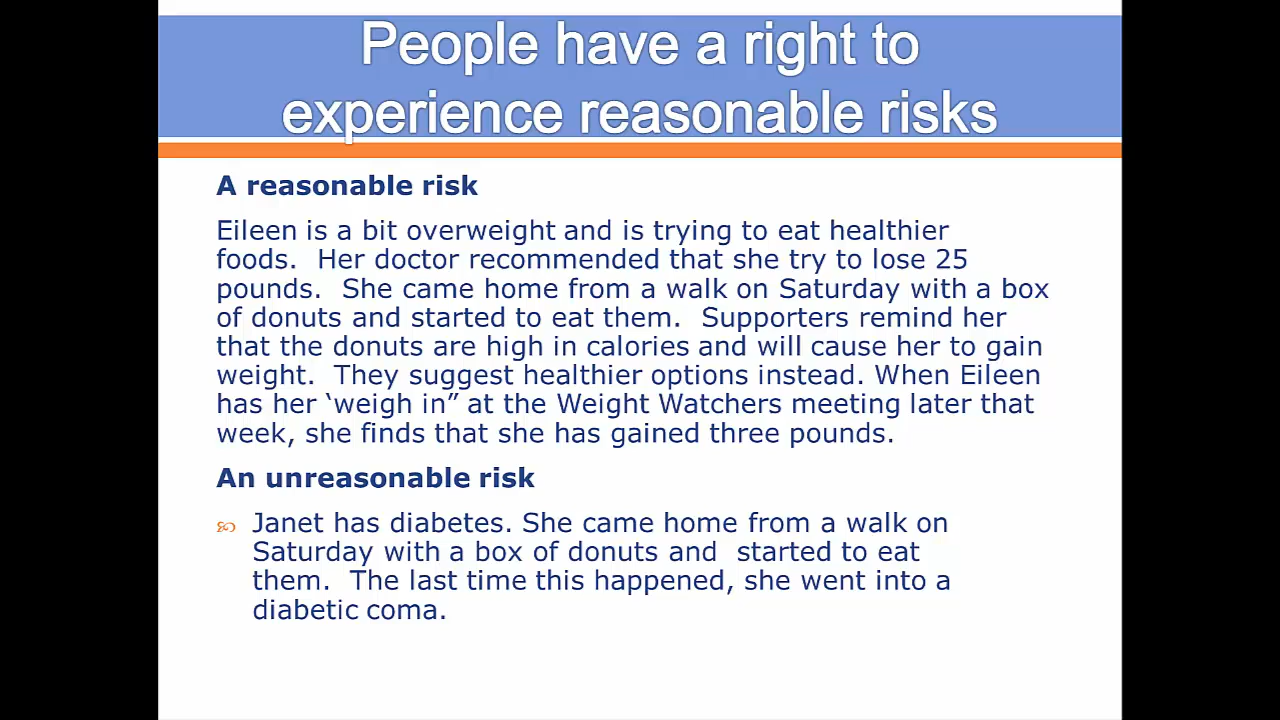 People have a right to
experience reasonable risks
A reasonable risk
Eileen is a bit overweight and is trying to eat healthier
foods.  Her doctor recommended that she try to lose 25
pounds.  She came home from a walk on Saturday with a box
of donuts and started to eat them.  Supporters remind her
that the donuts are high in calories and will cause her to gain
weight.  They suggest healthier options instead. When Eileen
has her ‘weigh in” at the Weight Watchers meeting later that
week, she finds that she has gained three pounds.
An unreasonable risk
Janet has diabetes. She came home from a walk on
Saturday with a box of donuts and  started to eat
them.  The last time this happened, she went into a
diabetic coma.